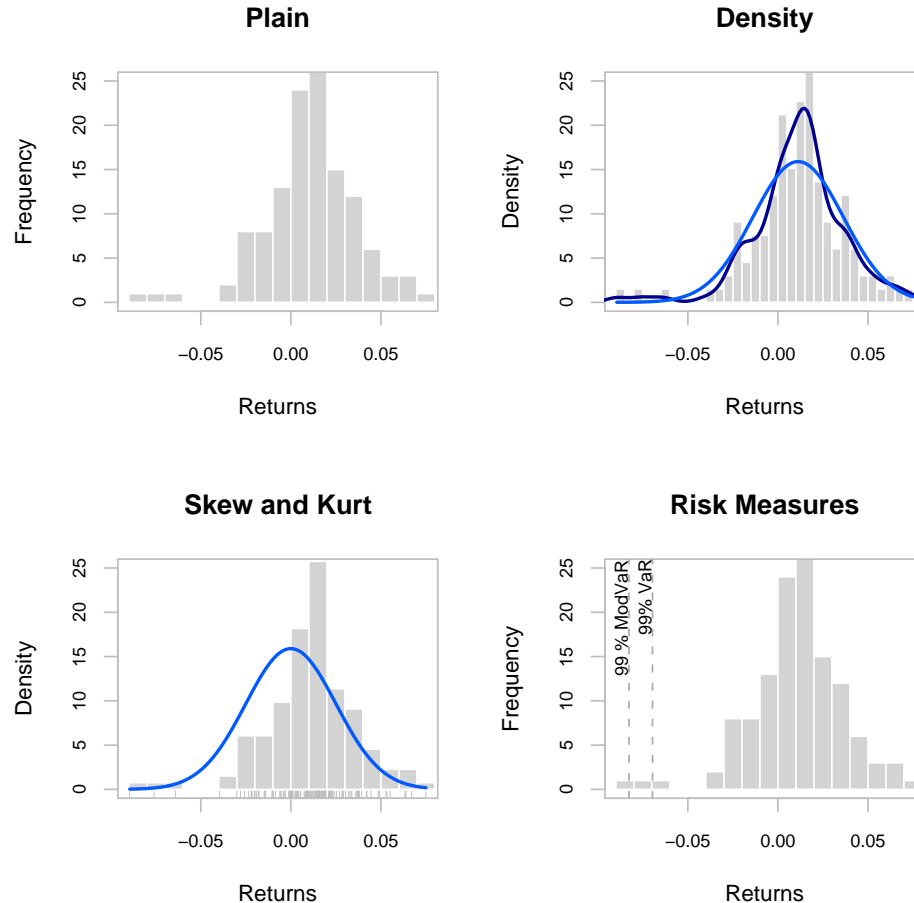 Plain
Frequency
0 5 10 15 20 25
−0.05 0.00 0.05
Returns
Density
Density
0 5 10 15 20 25
−0.05 0.00 0.05
Returns
Skew and Kurt
Density
0 5 10 15 20 25
−0.05 0.00 0.05
Returns
Risk Measures
Frequency
0 5 10 15 20 25
99 % ModVaR
99% VaR
−0.05 0.00 0.05
Returns